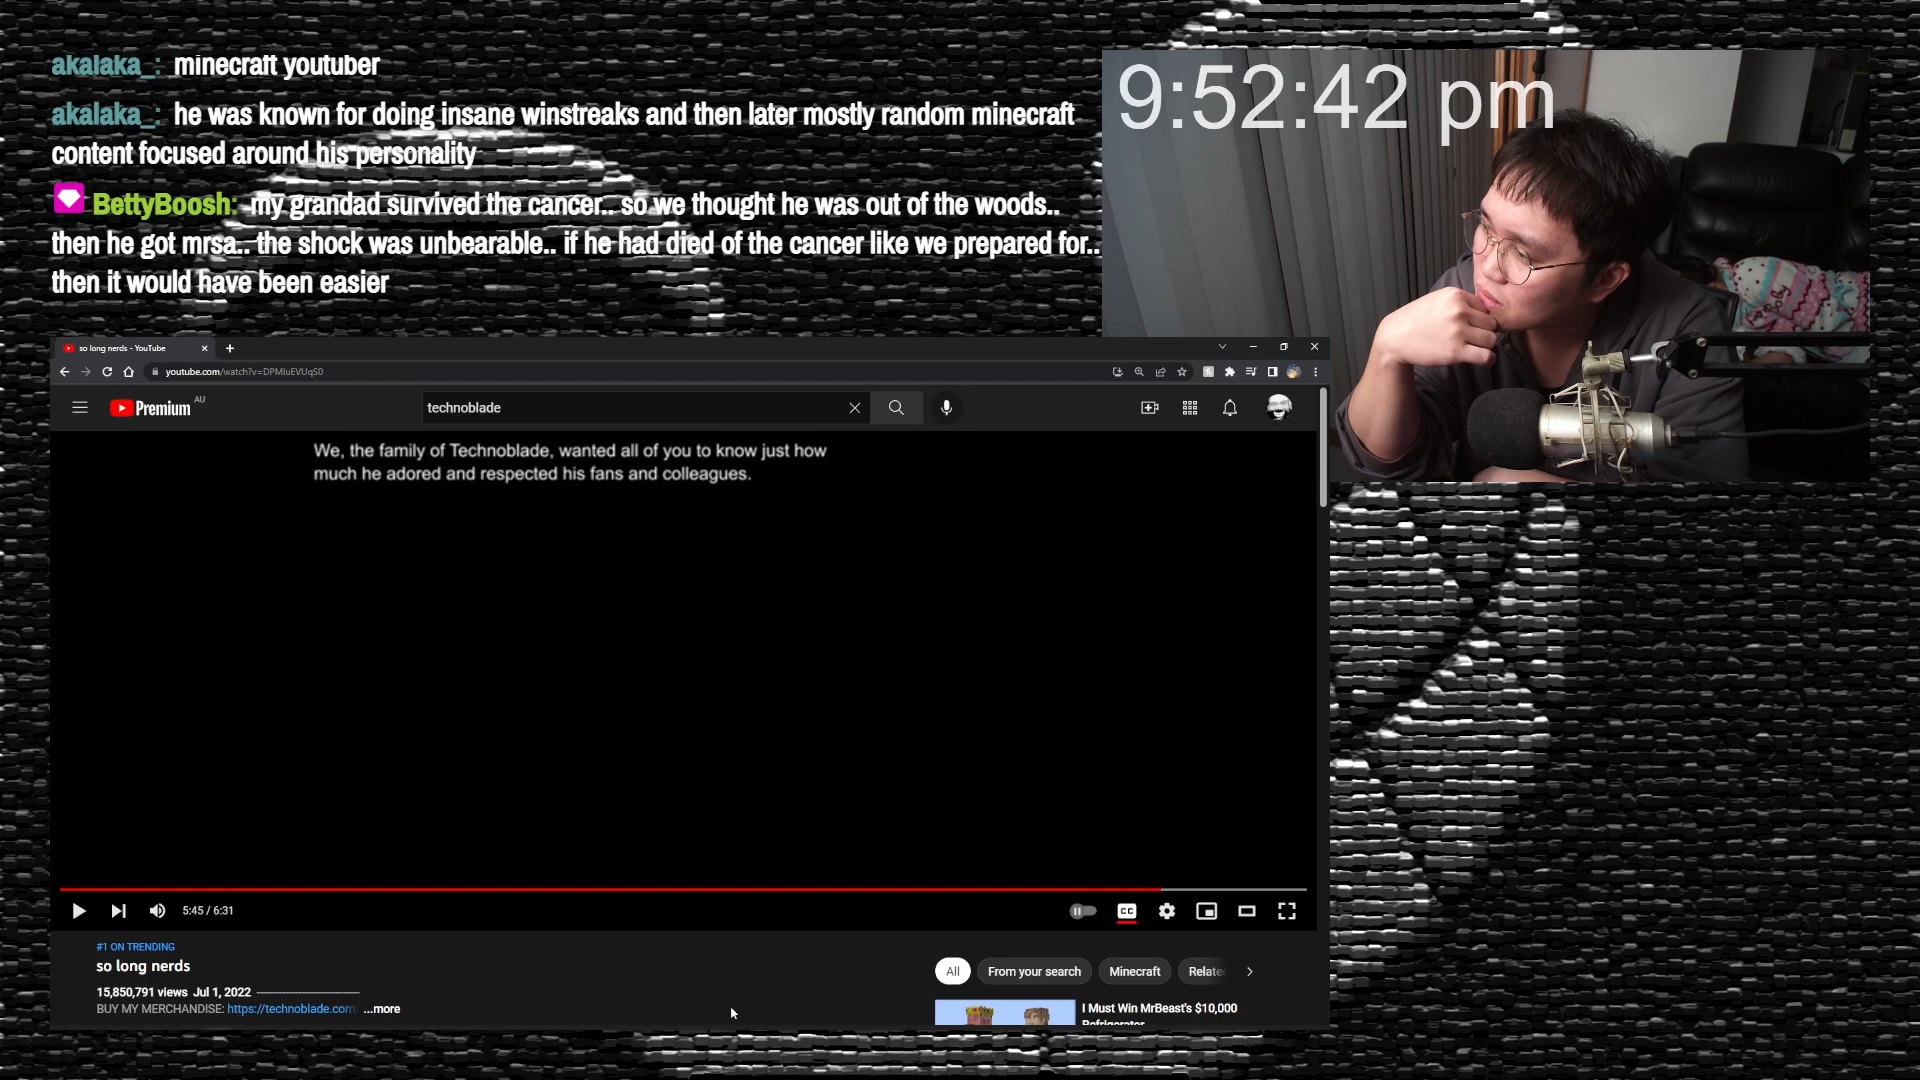 akalaka_: minecraft youtuber
akalaka_: he was known for doing insane winstreaks and then later mostly random minecraft
content focused around his personality
BettyBoosh: my grandad survived the cancer.. so we thought he was out of the woods..
then he got mrsa.. the shock was unbearable.. if he had died of the cancer like we prepared for..
then it would have been easier
9:52:42 pm
so long nerds - YouTube
youtube.com/watch?v=DPMluEVUqS0
Premium AU
technoblade
We, the family of Technoblade, wanted all of you to know just how
much he adored and respected his fans and colleagues.
5:45 / 6:31
CC
#1 ON TRENDING
so long nerds
15,850,791 views Jul 1, 2022
BUY MY MERCHANDISE: https://technoblade.com ...more
All
From your search
Minecraft
Relate
I Must Win MrBeast's $10,000
Refrigerator